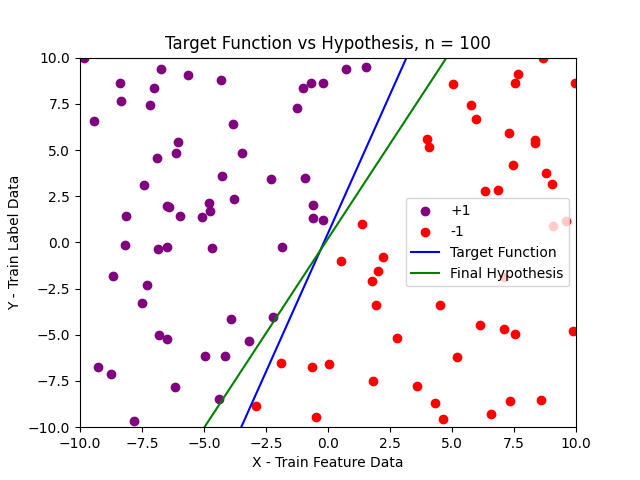 Target Function vs Hypothesis, n = 100
10.0
7.5
5.0
2.5
0.0
−2.5
−5.0
−7.5
−10.0
Y - Train Label Data
+1
-1
Target Function
Final Hypothesis
−10.0 −7.5 −5.0 −2.5 0.0 2.5 5.0 7.5 10.0
X - Train Feature Data